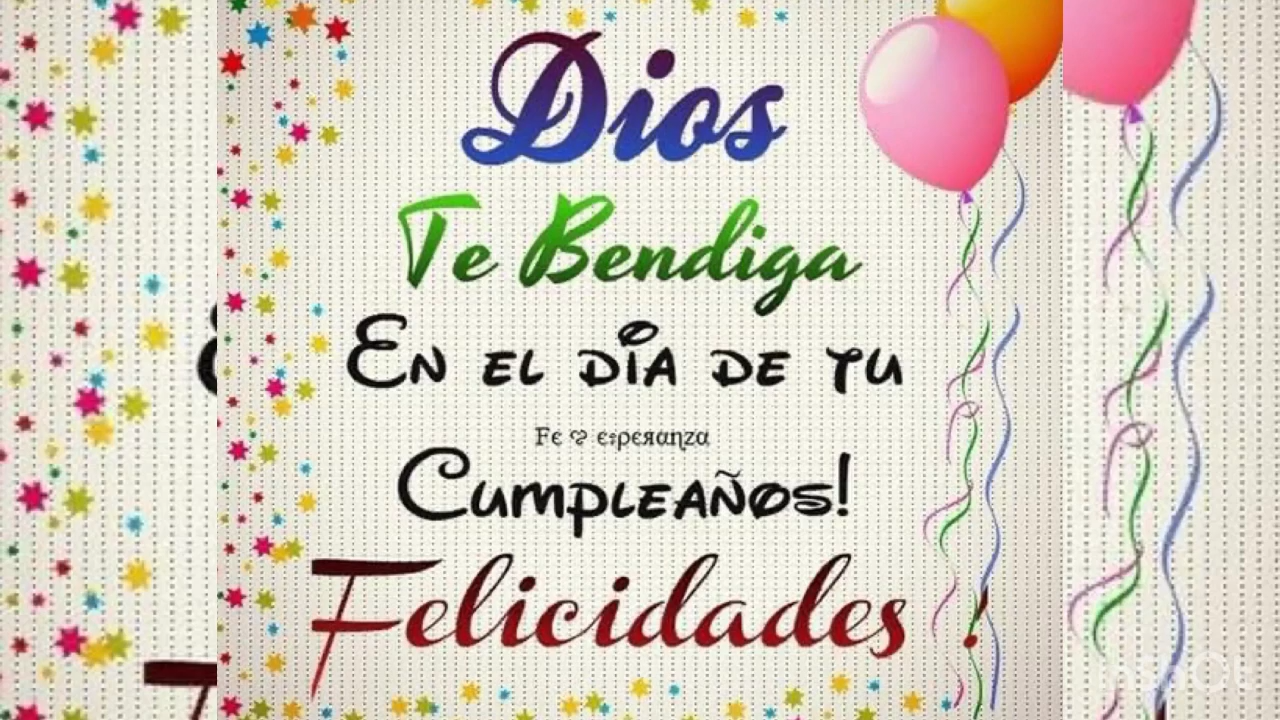 Dios
Te Bendiga
En el día de tu
Fe ღ esperanza
Cumpleaños!
Felicidades !